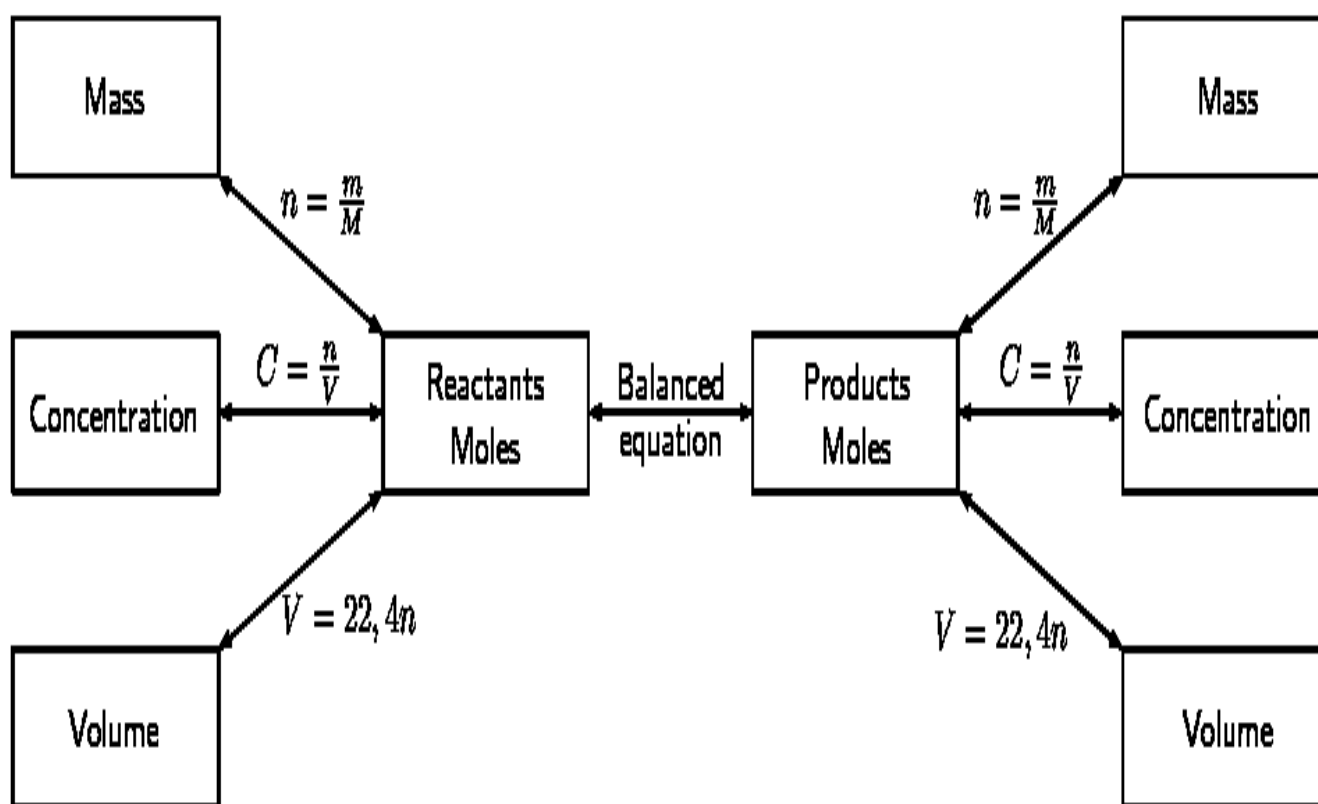 Mass
Mass
n = m/M
n = m/M
C = n/V
Reactants
Moles
Balanced
equation
Products
Moles
C = n/V
Concentration
Concentration
V = 22, 4n
V = 22, 4n
Volume
Volume